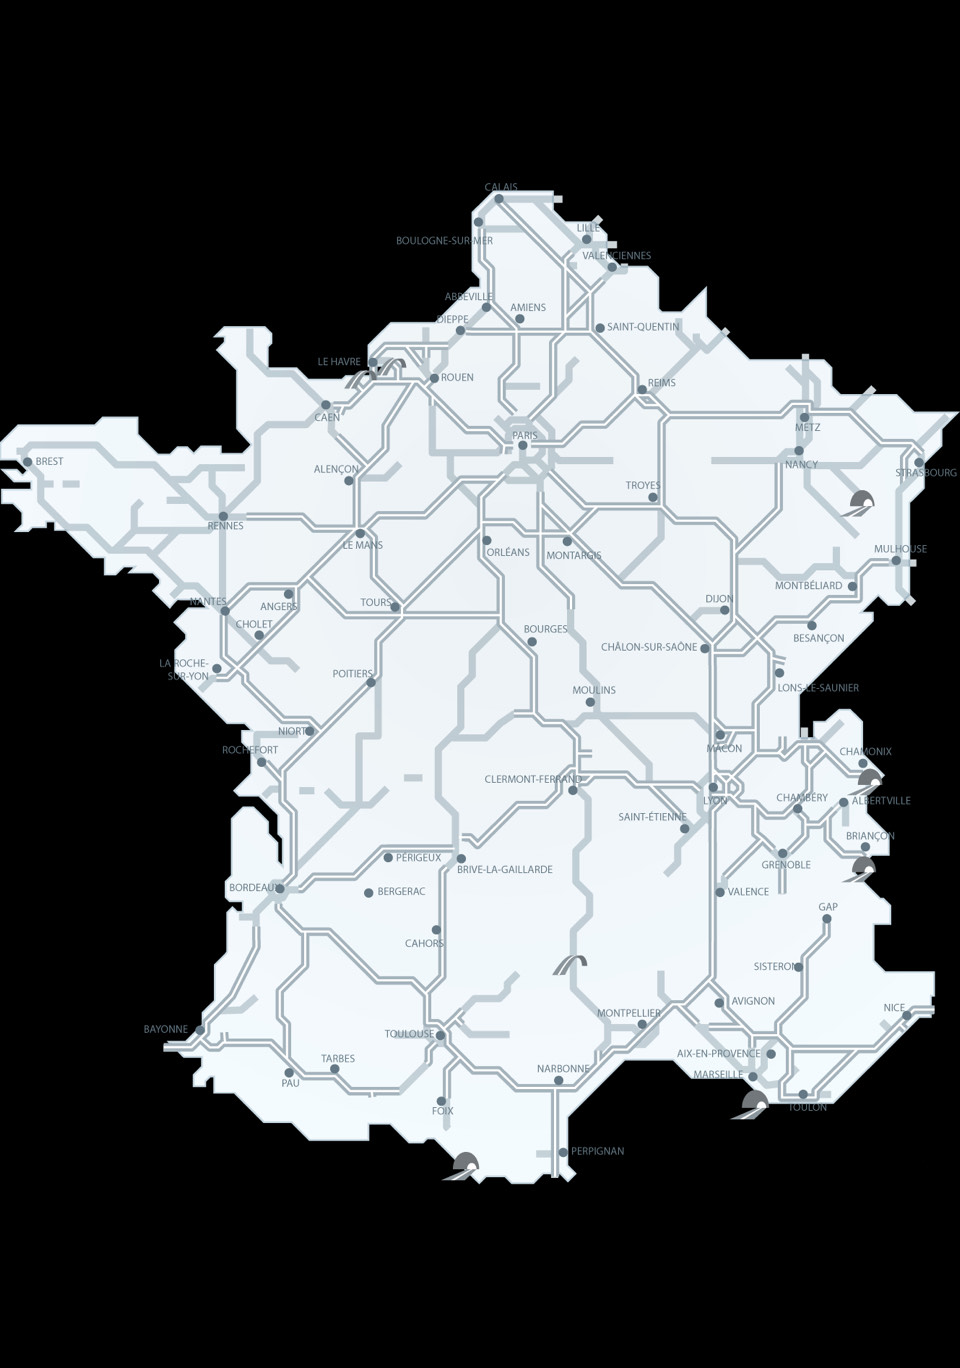 CALAIS
LILLE
BOULOGNE-SUR-MER
VALENCIENNES
ABBEVILLE
AMIENS
DIEPPE
SAINT-QUENTIN
LE HAVRE
ROUEN
REIMS
CAEN
METZ
PARIS
BREST
ALENÇON
NANCY
STRASBOURG
TROYES
RENNES
LE MANS
ORLÉANS
MONTARGIS
MULHOUSE
MONTBÉLIARD
NANTES
ANGERS
TOURS
DIJON
CHOLET
BOURGES
BESANÇON
CHÂLON-SUR-SAÔNE
LA ROCHE-
SUR-YON
POITIERS
MOULINS
LONS-LE-SAUNIER
NIORT
ROCHEFORT
MACON
CHAMONIX
CLERMONT-FERRAND
LYON
CHAMBÉRY
ALBERTVILLE
SAINT-ÉTIENNE
BRIANÇON
PÉRIGEUX
BRIVE-LA-GAILLARDE
GRENOBLE
BORDEAUX
BERGERAC
VALENCE
GAP
CAHORS
SISTERON
AVIGNON
NICE
MONTPELLIER
BAYONNE
TOULOUSE
AIX-EN-PROVENCE
TARBES
NARBONNE
MARSEILLE
PAU
FOIX
TOULON
PERPIGNAN